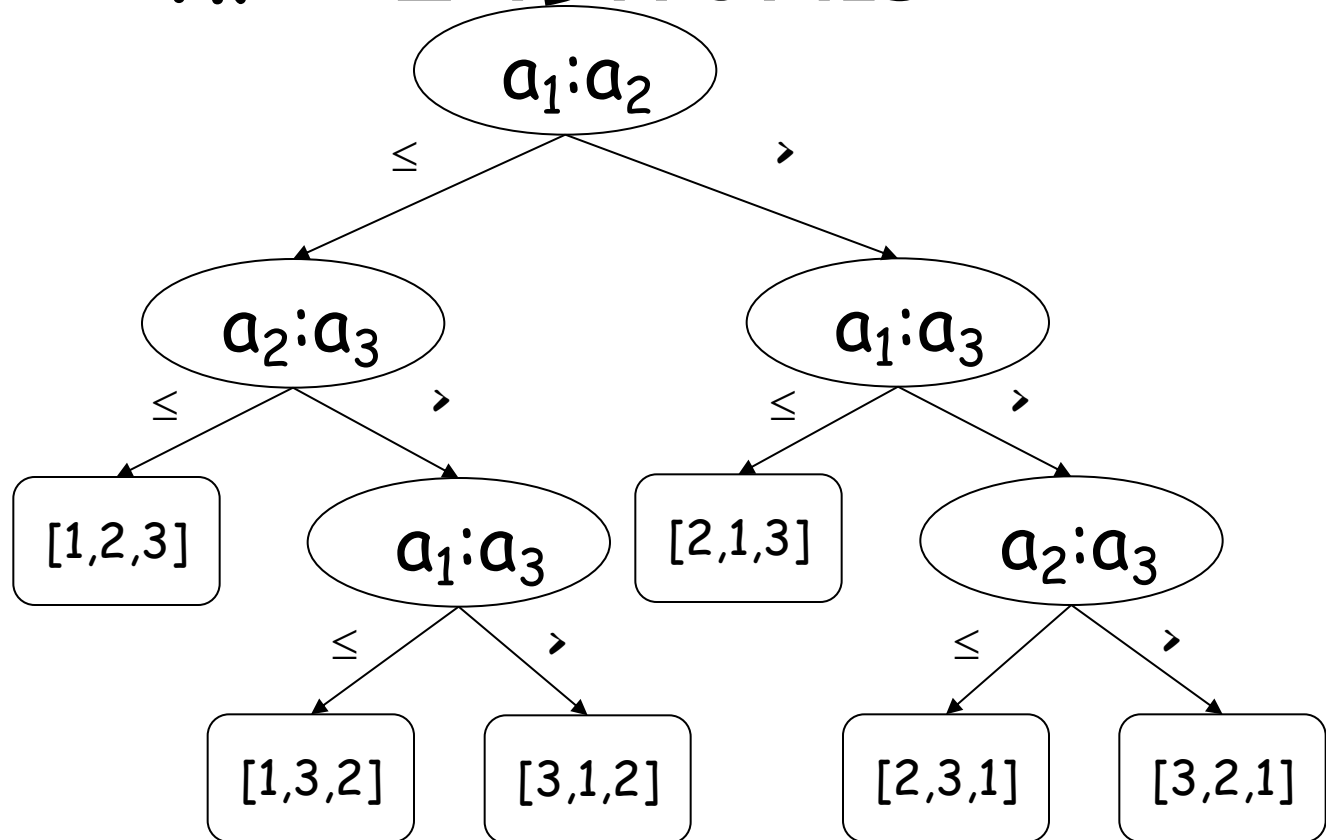 a₁:a₂
≤ >
a₂:a₃ a₁:a₃
≤ > ≤ >
[1,2,3] a₁:a₃ [2,1,3] a₂:a₃
≤ > ≤ >
[1,3,2] [3,1,2] [2,3,1] [3,2,1]